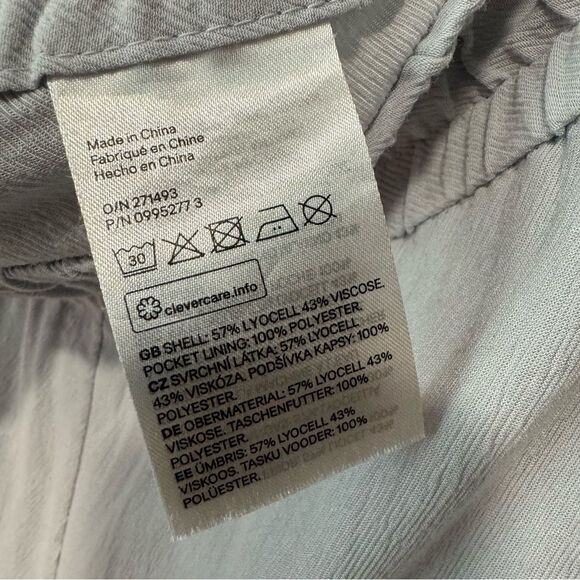 Made in China
Fabriqué en Chine
Hecho en China
O/N 271493
P/N 0995277 3
30
clevercare.info
GB SHELL: 57% LYOCELL 43% VISCOSE.
POCKET LINING: 100% POLYESTER.
CZ SVRCHNÍ LÁTKA: 57% LYOCELL
43% VISKÓZA. PODŠÍVKA KAPSY: 100%
POLYESTER.
DE OBERMATERIAL: 57% LYOCELL 43%
VISKOSE. TASCHENFUTTER: 100%
POLYESTER.
EE ÜMBRIS: 57% LYOCELL 43%
VISKOOS. TASKU VOODER: 100%
POLÜESTER.